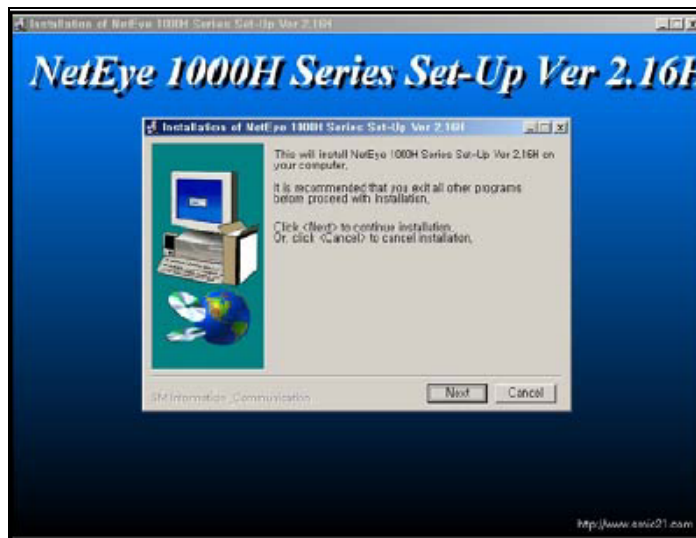 Installation of NetEye 1000H Series Set-Up Ver 2.16H
NetEye 1000H Series Set-Up Ver 2.16H
Installation of NetEye 1000H Series Set-Up Ver 2.16H
This will install NetEye 1000H Series Set-Up Ver 2.16H on
your computer.
It is recommended that you exit all other programs
before proceed with Installation.
Click <Next> to continue installation.
Or, click <Cancel> to cancel installation.
SM Information_Communication
Next
Cancel
http://www.smic21.com